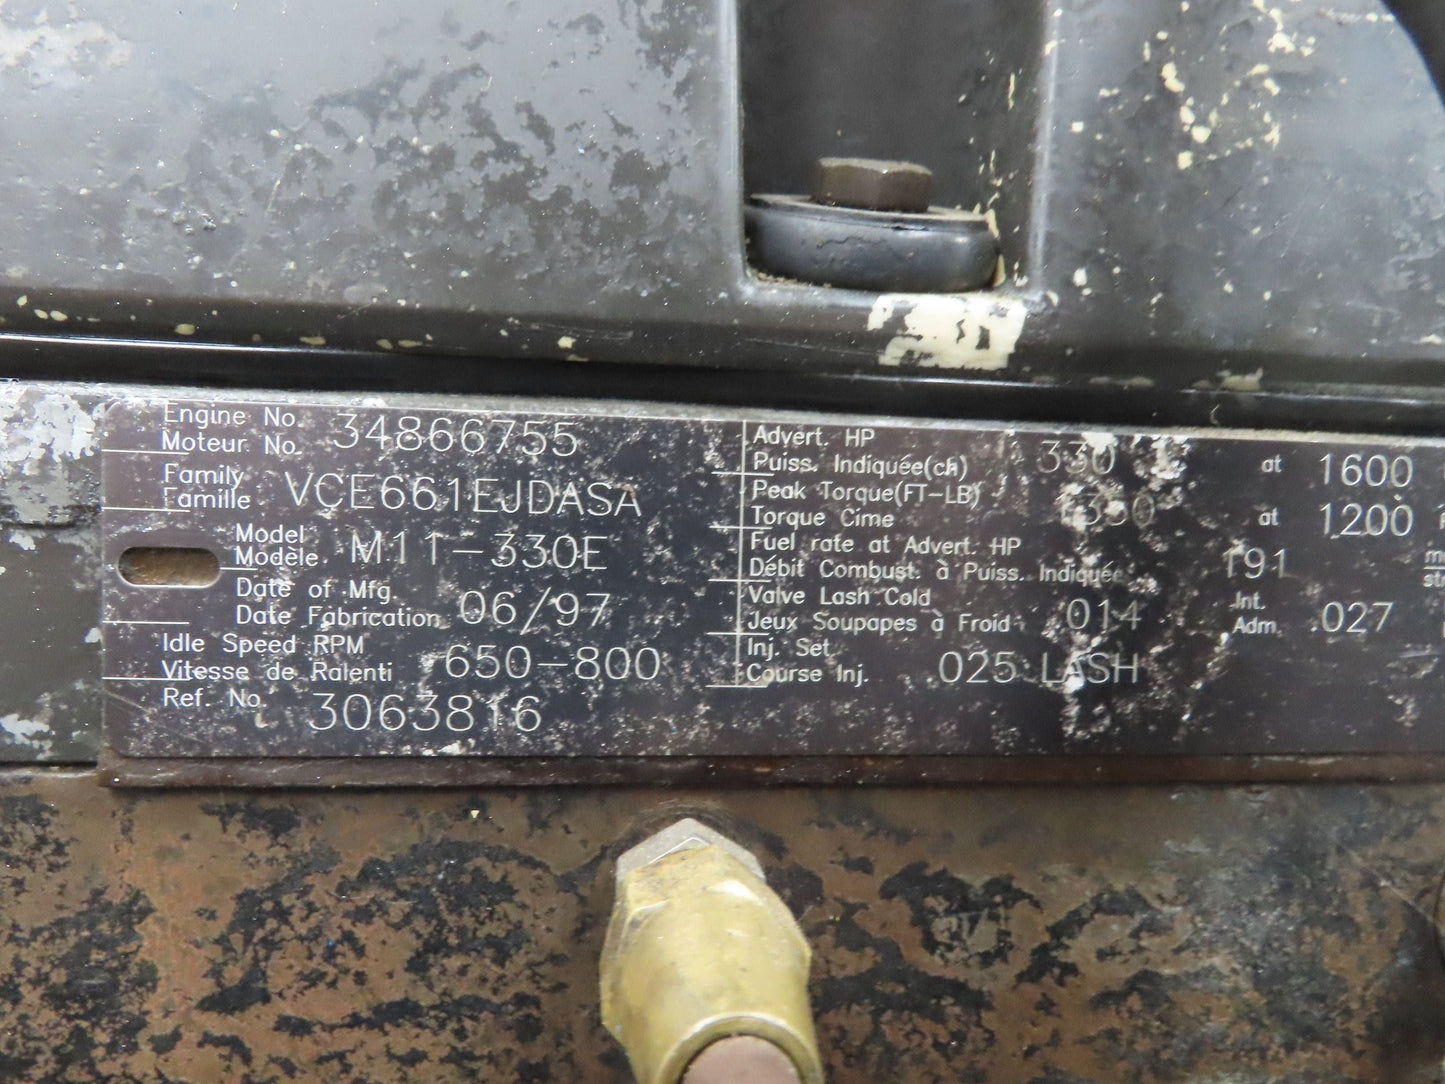 Engine No.
Moteur No. 34866755
Family
Famille VCE661EJDASA
Model
Modèle M11-330E
Date of Mfg.
Date Fabrication 06/97
Idle Speed RPM
Vitesse de Ralenti 650-800
Ref. No. 3063816
Advert. HP
Puiss. Indiquée(ch) 330 at 1600
Peak Torque(FT-LB)
Torque Cime 1350 at 1200
Fuel rate at Advert. HP
Débit Combust. à Puiss. Indiquée 191
Valve Lash Cold
Jeux Soupapes à Froid .014 Int.
Adm. .027
Inj. Set
Course Inj. .025 LASH